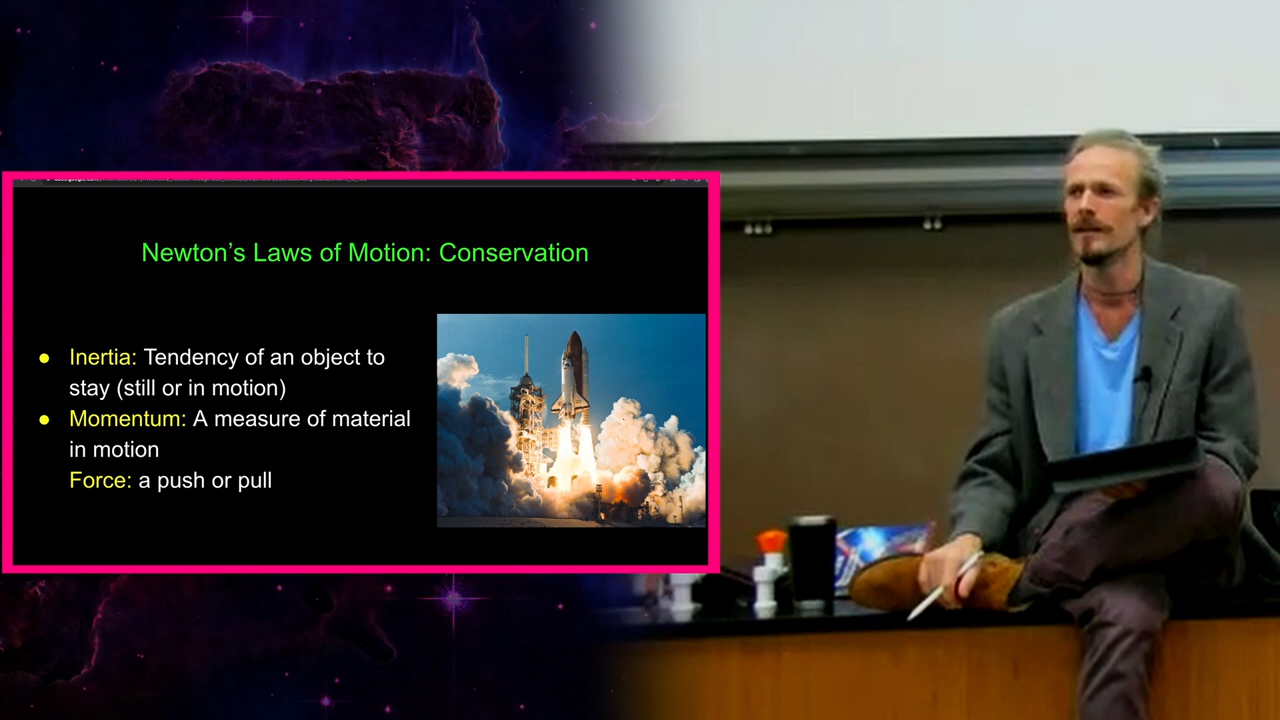 Newton's Laws of Motion: Conservation
Inertia: Tendency of an object to
stay (still or in motion)
Momentum: A measure of material
in motion
Force: a push or pull